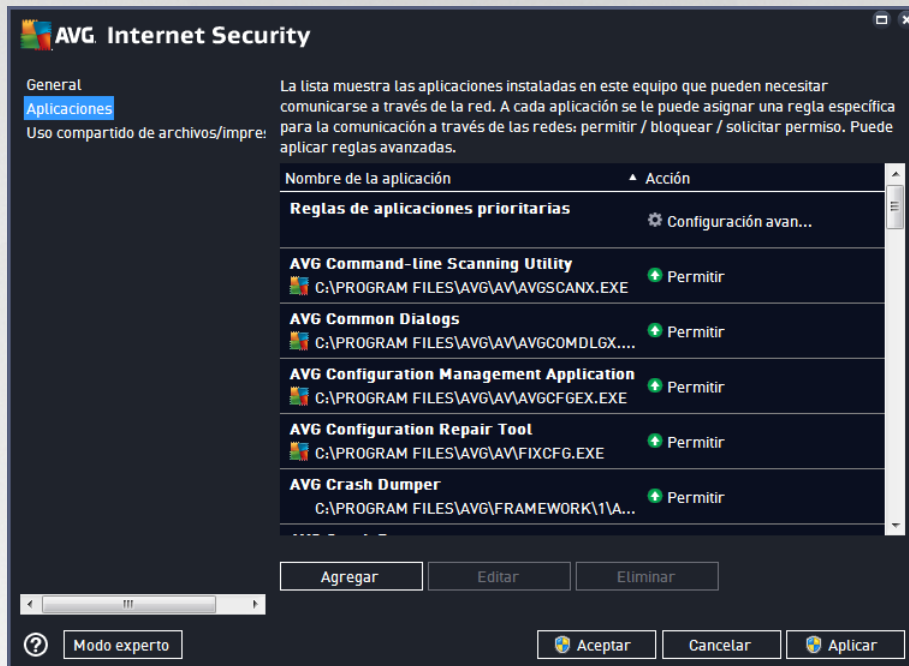 AVG Internet Security
General
Aplicaciones
Uso compartido de archivos/impres
La lista muestra las aplicaciones instaladas en este equipo que pueden necesitar
comunicarse a través de la red. A cada aplicación se le puede asignar una regla específica
para la comunicación a través de las redes: permitir / bloquear / solicitar permiso. Puede
aplicar reglas avanzadas.
Nombre de la aplicación Acción
Reglas de aplicaciones prioritarias
Configuración avan...
AVG Command-line Scanning Utility
C:\PROGRAM FILES\AVG\AV\AVGSCANX.EXE
Permitir
AVG Common Dialogs
C:\PROGRAM FILES\AVG\AV\AVGCOMDLGX....
Permitir
AVG Configuration Management Application
C:\PROGRAM FILES\AVG\AV\AVGCFGEX.EXE
Permitir
AVG Configuration Repair Tool
C:\PROGRAM FILES\AVG\AV\FIXCFG.EXE
Permitir
AVG Crash Dumper
C:\PROGRAM FILES\AVG\FRAMEWORK\1\A...
Permitir
Agregar Editar Eliminar
? Modo experto Aceptar Cancelar Aplicar